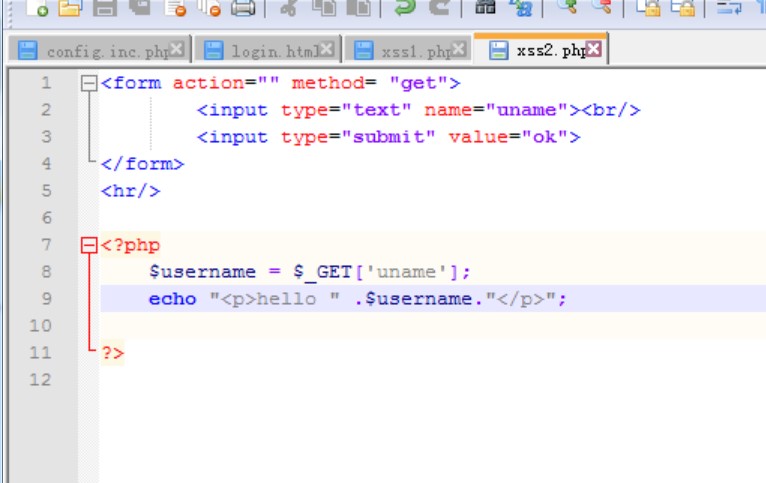 config.inc.php login.html xss1.php xss2.php
1 <form action="" method= "get">
2 <input type="text" name="uname"><br/>
3 <input type="submit" value="ok">
4 </form>
5 <hr/>
6
7 <?php
8 $username = $_GET['uname'];
9 echo "<p>hello " .$username."</p>";
10
11 ?>
12